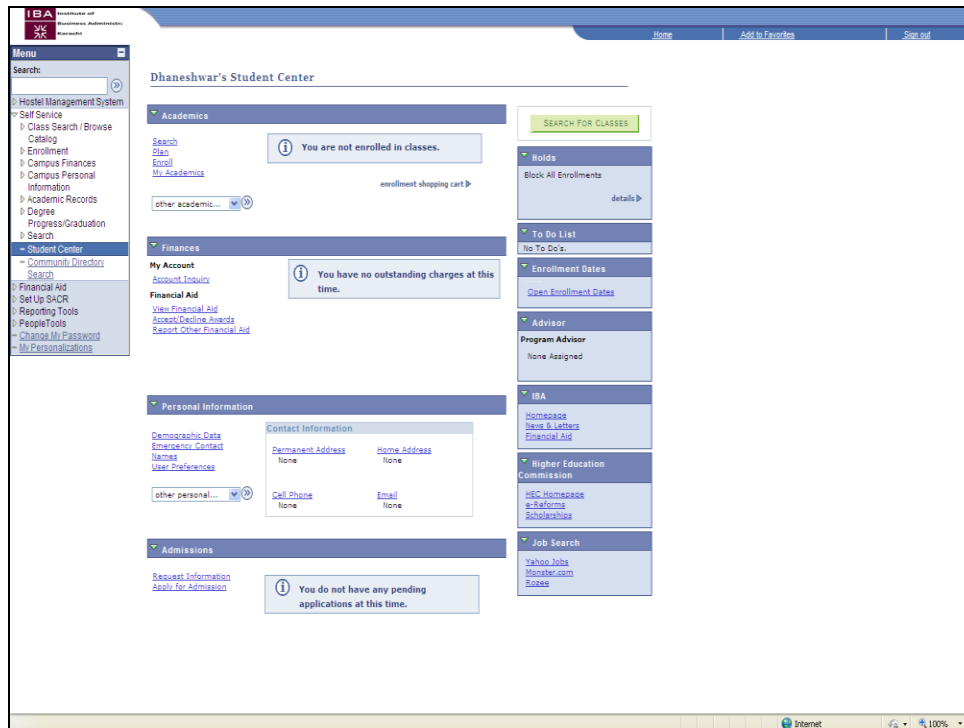 IBA Institute of
Business Administra
Karachi
Home Add to Favorites Sign out
Menu
Search:
Hostel Management System
Self Service
Class Search / Browse
Catalog
Enrollment
Campus Finances
Campus Personal
Information
Academic Records
Degree
Progress/Graduation
Search
Student Center
Community Directory
Search
Financial Aid
Set Up SACR
Reporting Tools
PeopleTools
Change My Password
My Personalizations
Dhaneshwar's Student Center
Academics
Search
Plan
Enroll
My Academics
You are not enrolled in classes.
enrollment shopping cart
other academic...
Finances
My Account
Account Inquiry
Financial Aid
View Financial Aid
Accept/Decline Awards
Report Other Financial Aid
You have no outstanding charges at this
time.
Personal Information
Demographic Data
Emergency Contact
Names
User Preferences
other personal...
Contact Information
Permanent Address Home Address
None None
Cell Phone Email
None None
Admissions
Request Information
Apply for Admission
You do not have any pending
applications at this time.
SEARCH FOR CLASSES
Holds
Block All Enrollments
details
To Do List
No To Do's.
Enrollment Dates
Open Enrollment Dates
Advisor
Program Advisor
None Assigned
IBA
Homepage
News & Letters
Financial Aid
Higher Education
Commission
HEC Homepage
e-Reforms
Scholarships
Job Search
Yahoo Jobs
Monster.com
Rozee
Internet 100%